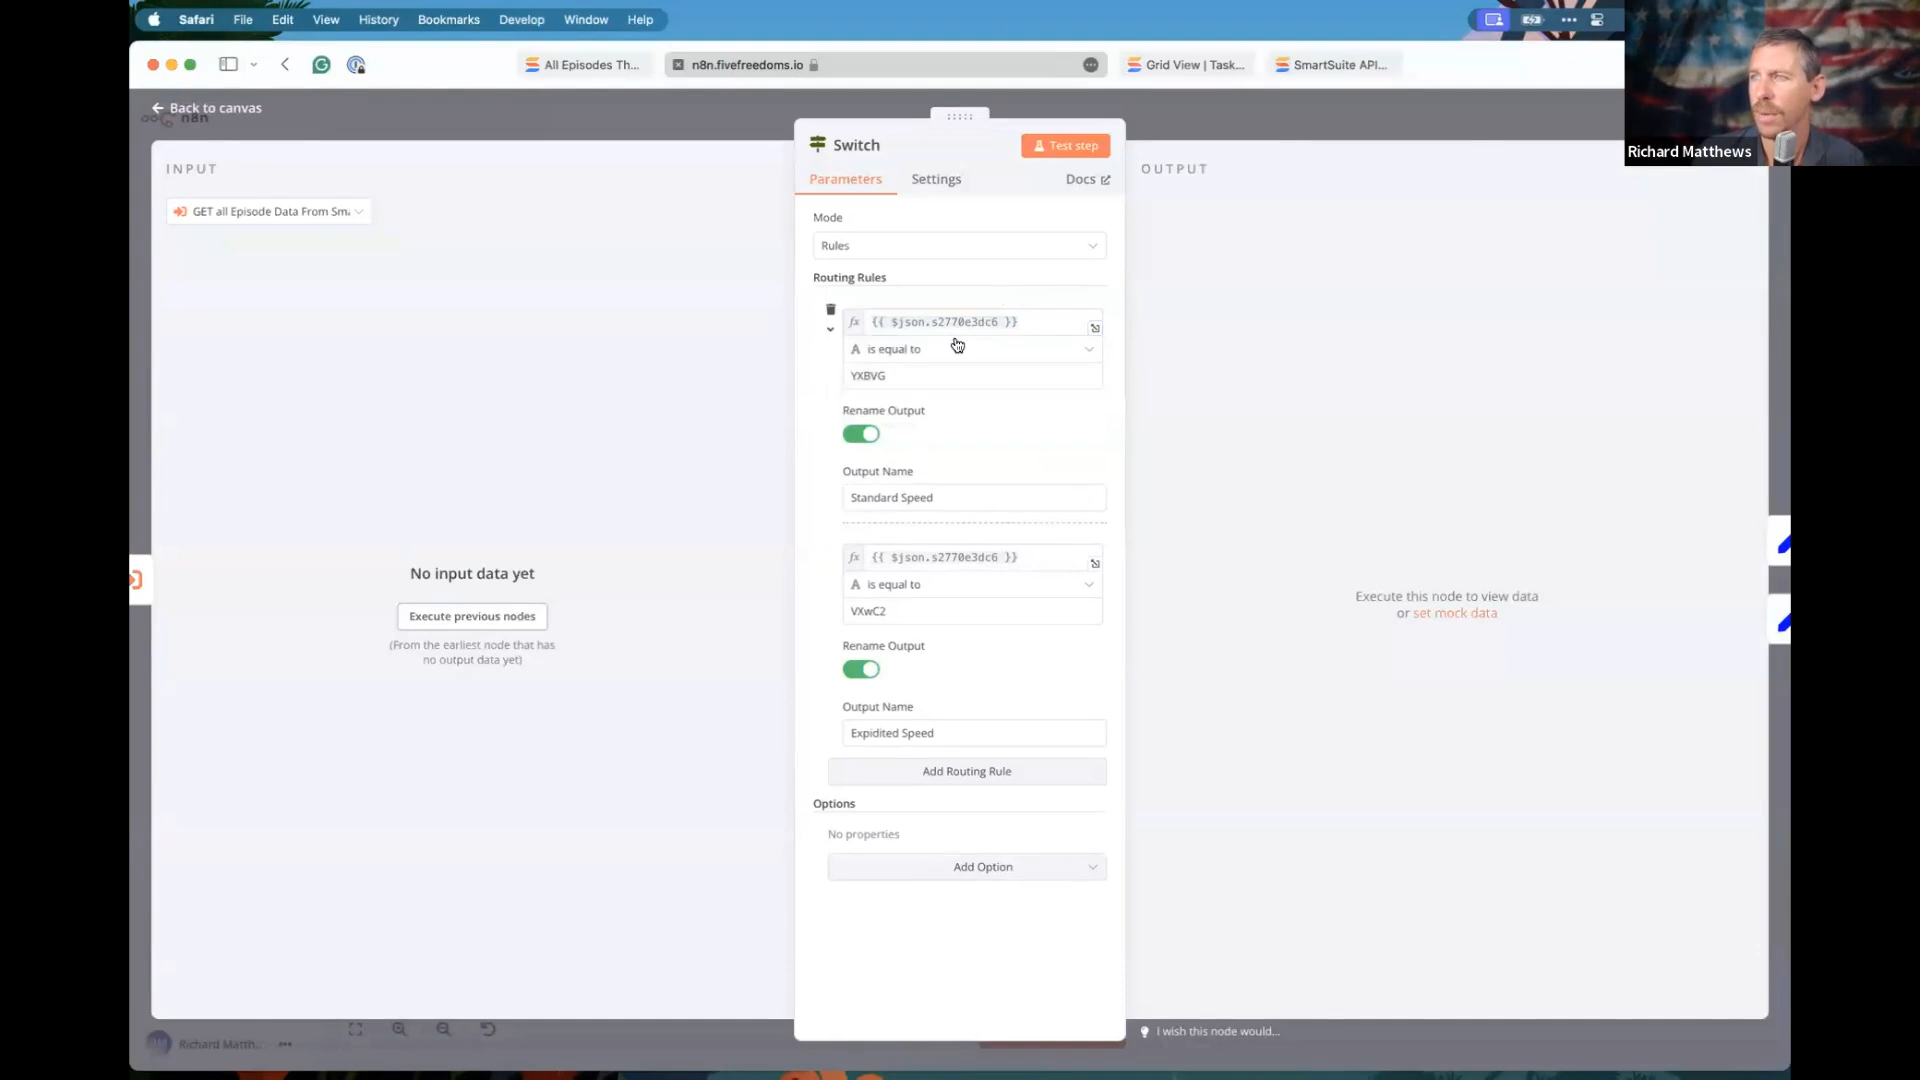 Safari File Edit View History Bookmarks Develop Window Help
All Episodes Th...
n8n.fivefreedoms.io
Grid View | Task...
SmartSuite API...
Back to canvas
n8n
Richard Matthews
INPUT
GET all Episode Data From Sm
No input data yet
Execute previous nodes
(From the earliest node that has
no output data yet)
Switch
Test step
Parameters
Settings
Docs
Mode
Rules
Routing Rules
fx {{ $json.s2770e3dc6 }}
A is equal to
YXBVG
Rename Output
Output Name
Standard Speed
fx {{ $json.s2770e3dc6 }}
A is equal to
VXwC2
Rename Output
Output Name
Expidited Speed
Add Routing Rule
Options
No properties
Add Option
OUTPUT
Execute this node to view data
or set mock data
I wish this node would...
Richard Matth..